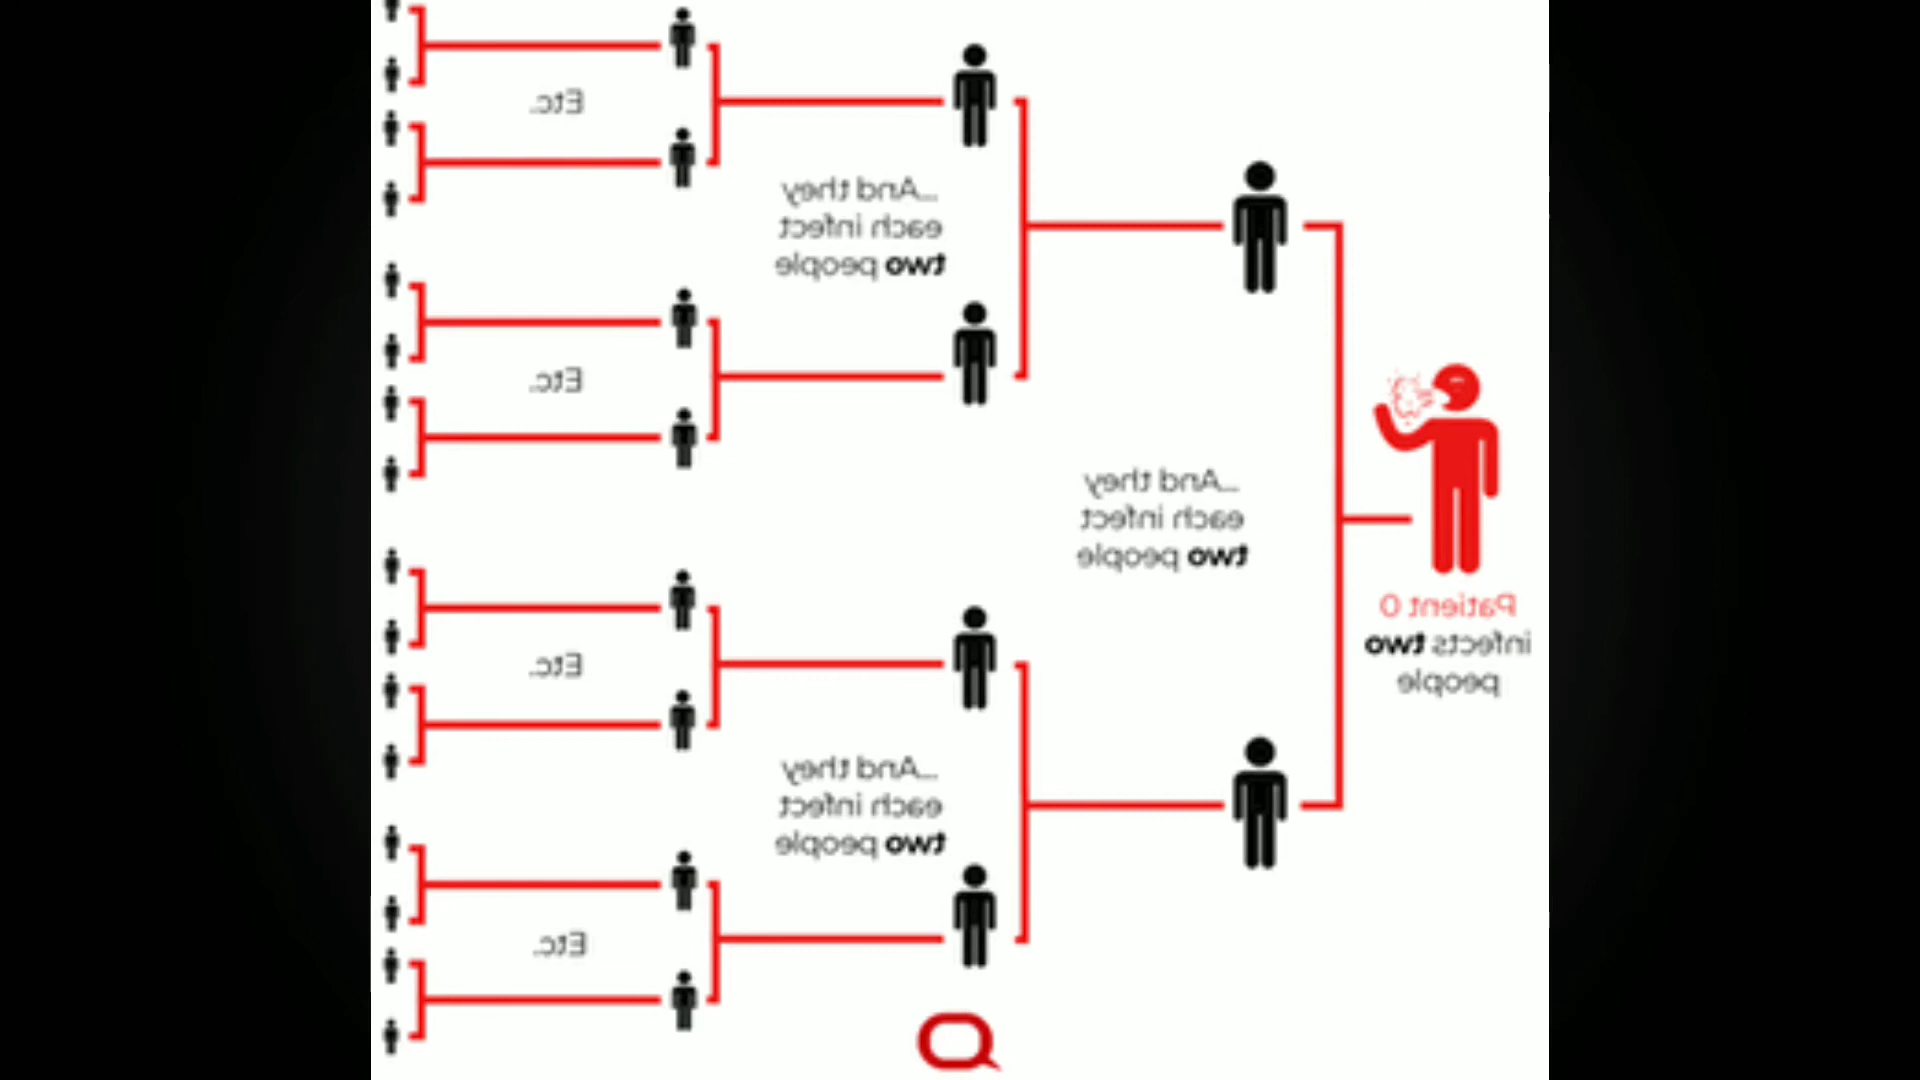 Patient 0
infects two
people
...And they
each infect
two people
...And they
each infect
two people
...And they
each infect
two people
Etc.
Etc.
Etc.
Etc.